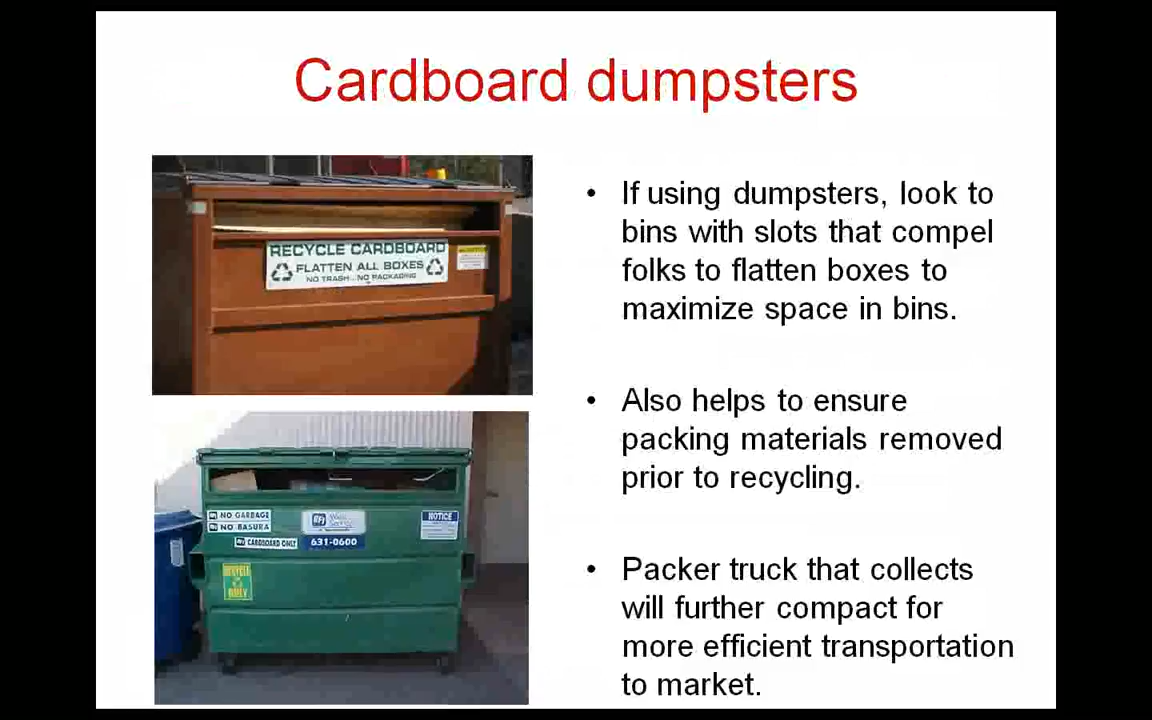 Cardboard dumpsters
RECYCLE CARDBOARD
FLATTEN ALL BOXES
NO TRASH NO PACKAGING
NO GARBAGE
NO BASURA
CARDBOARD ONLY
631-0600
NOTICE
RECYCLE
ONLY
• If using dumpsters, look to
bins with slots that compel
folks to flatten boxes to
maximize space in bins.
• Also helps to ensure
packing materials removed
prior to recycling.
• Packer truck that collects
will further compact for
more efficient transportation
to market.